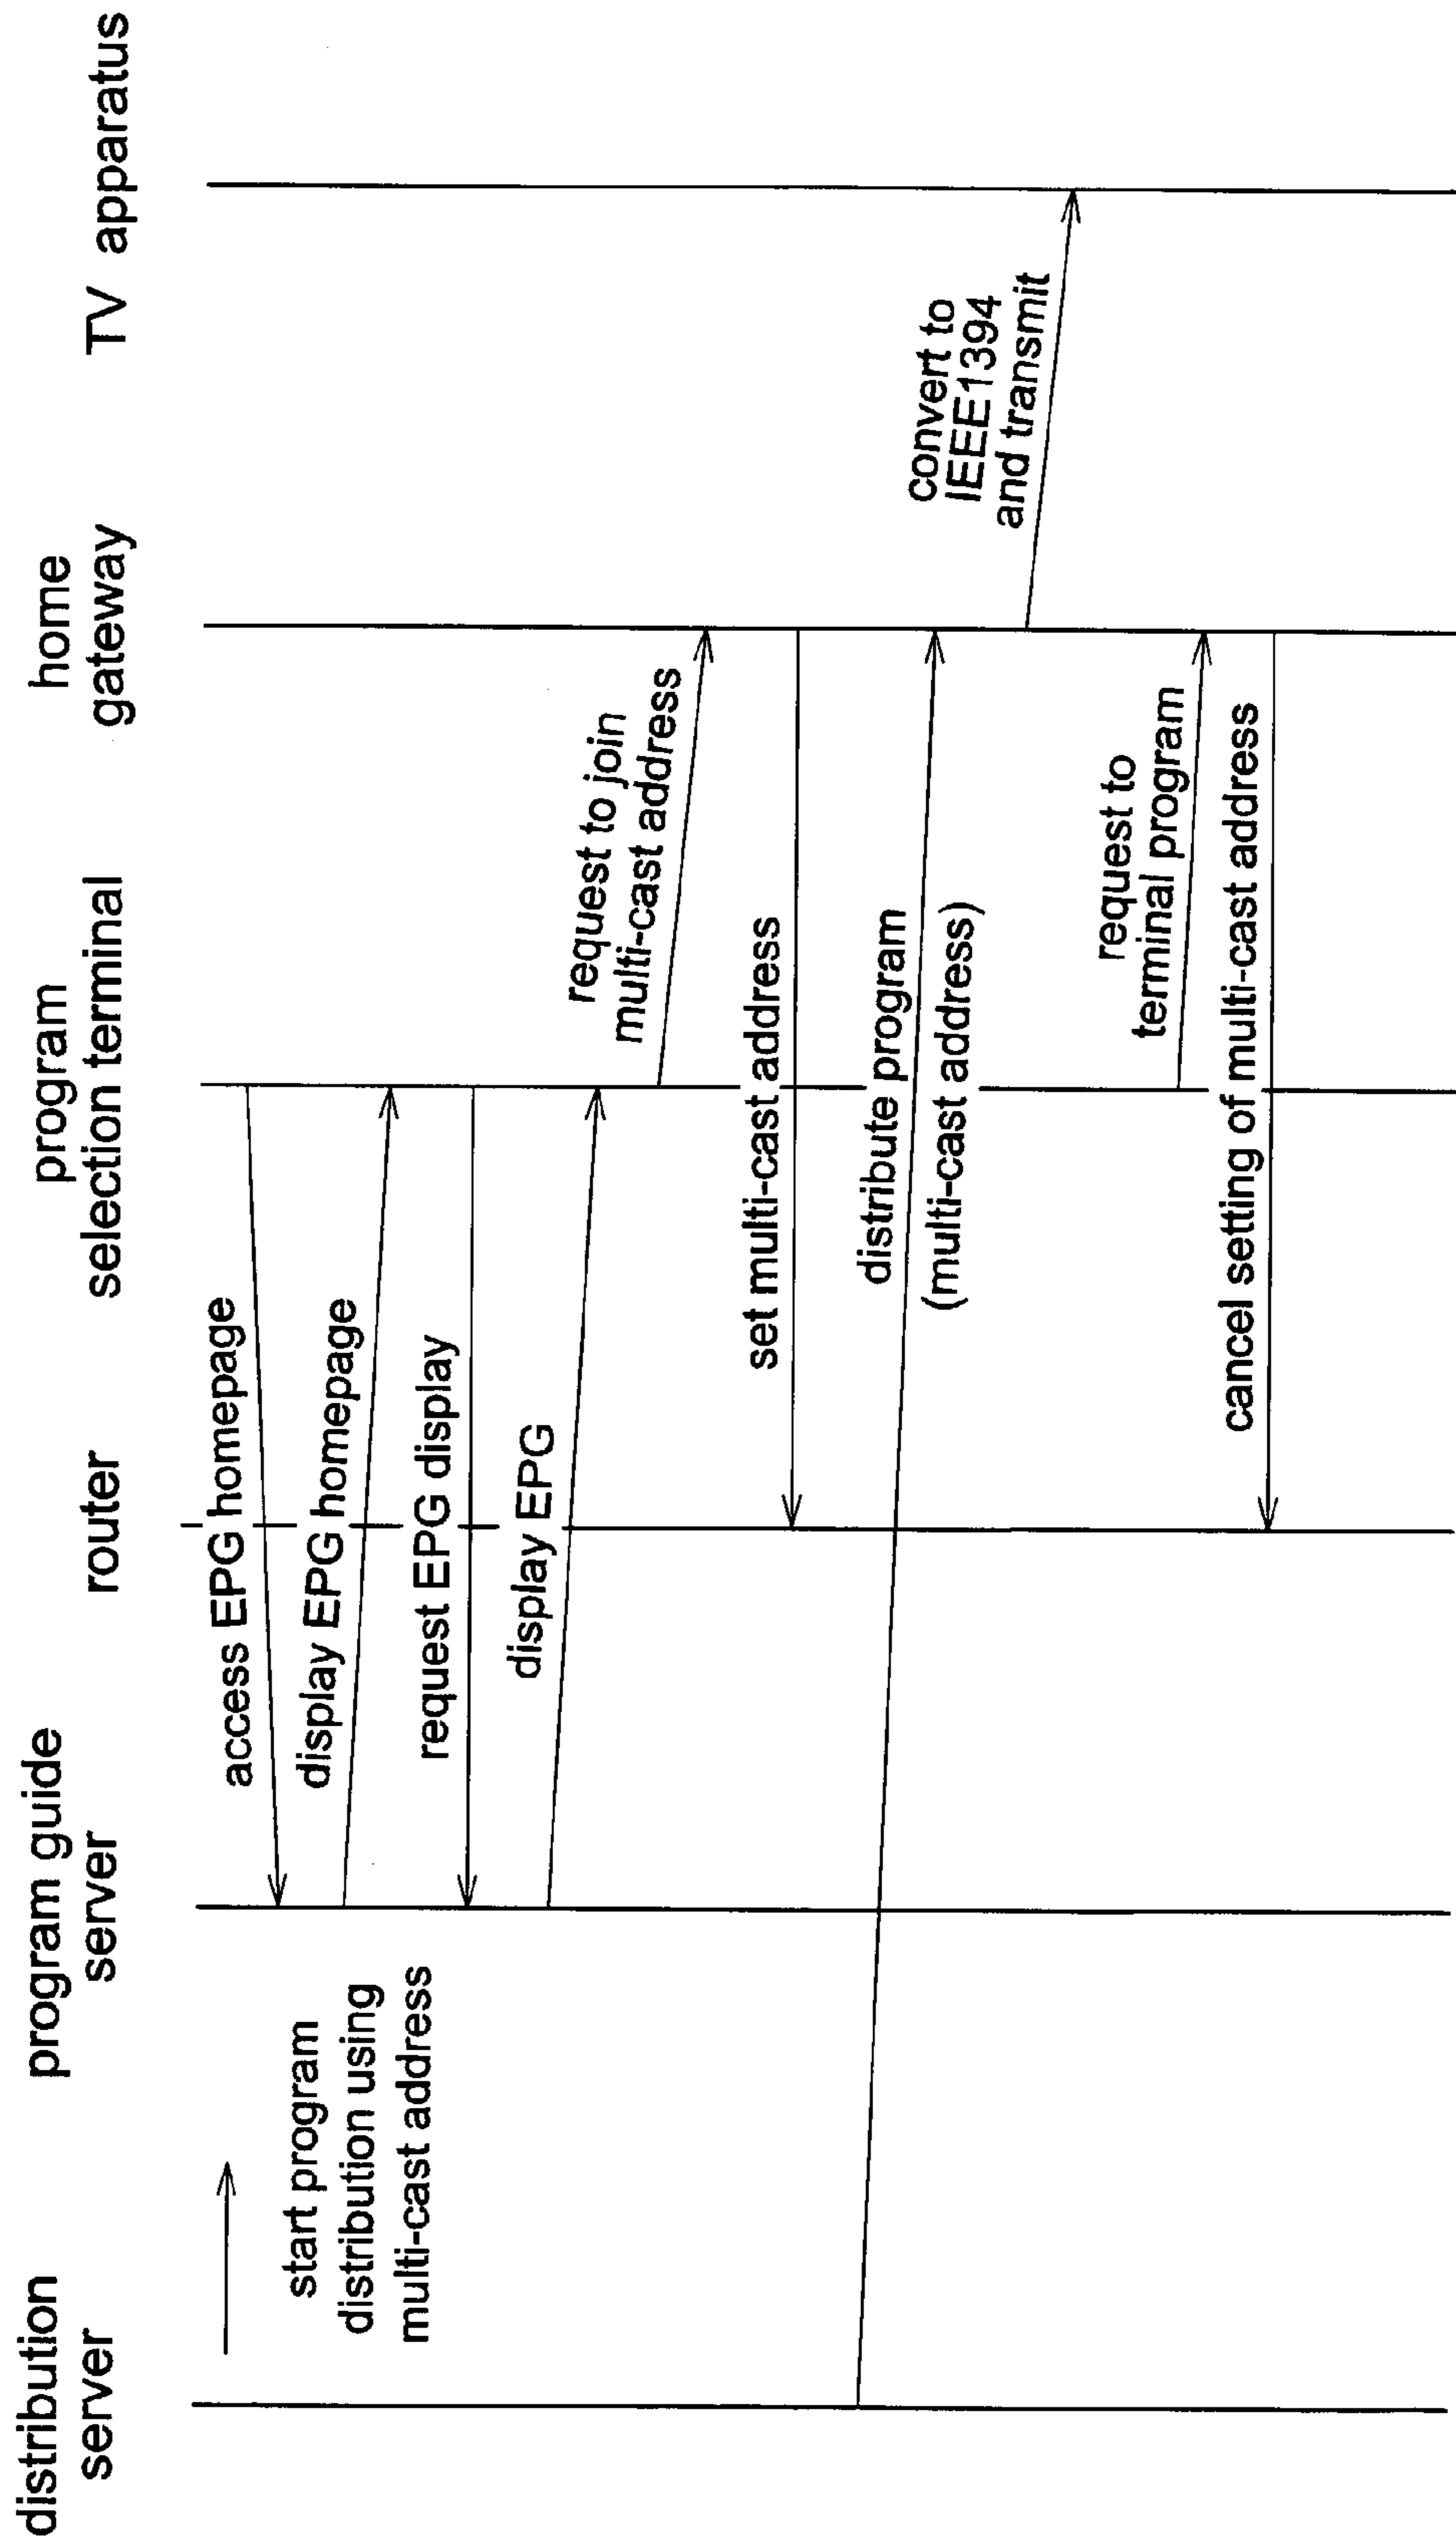 distribution
server
program guide
server
router
program
selection terminal
home
gateway
TV apparatus
start program
distribution using
multi-cast address
access EPG homepage
display EPG homepage
request EPG display
display EPG
request to join
multi-cast address
set multi-cast address
distribute program
(multi-cast address)
convert to
IEEE1394
and transmit
request to
terminal program
cancel setting of multi-cast address